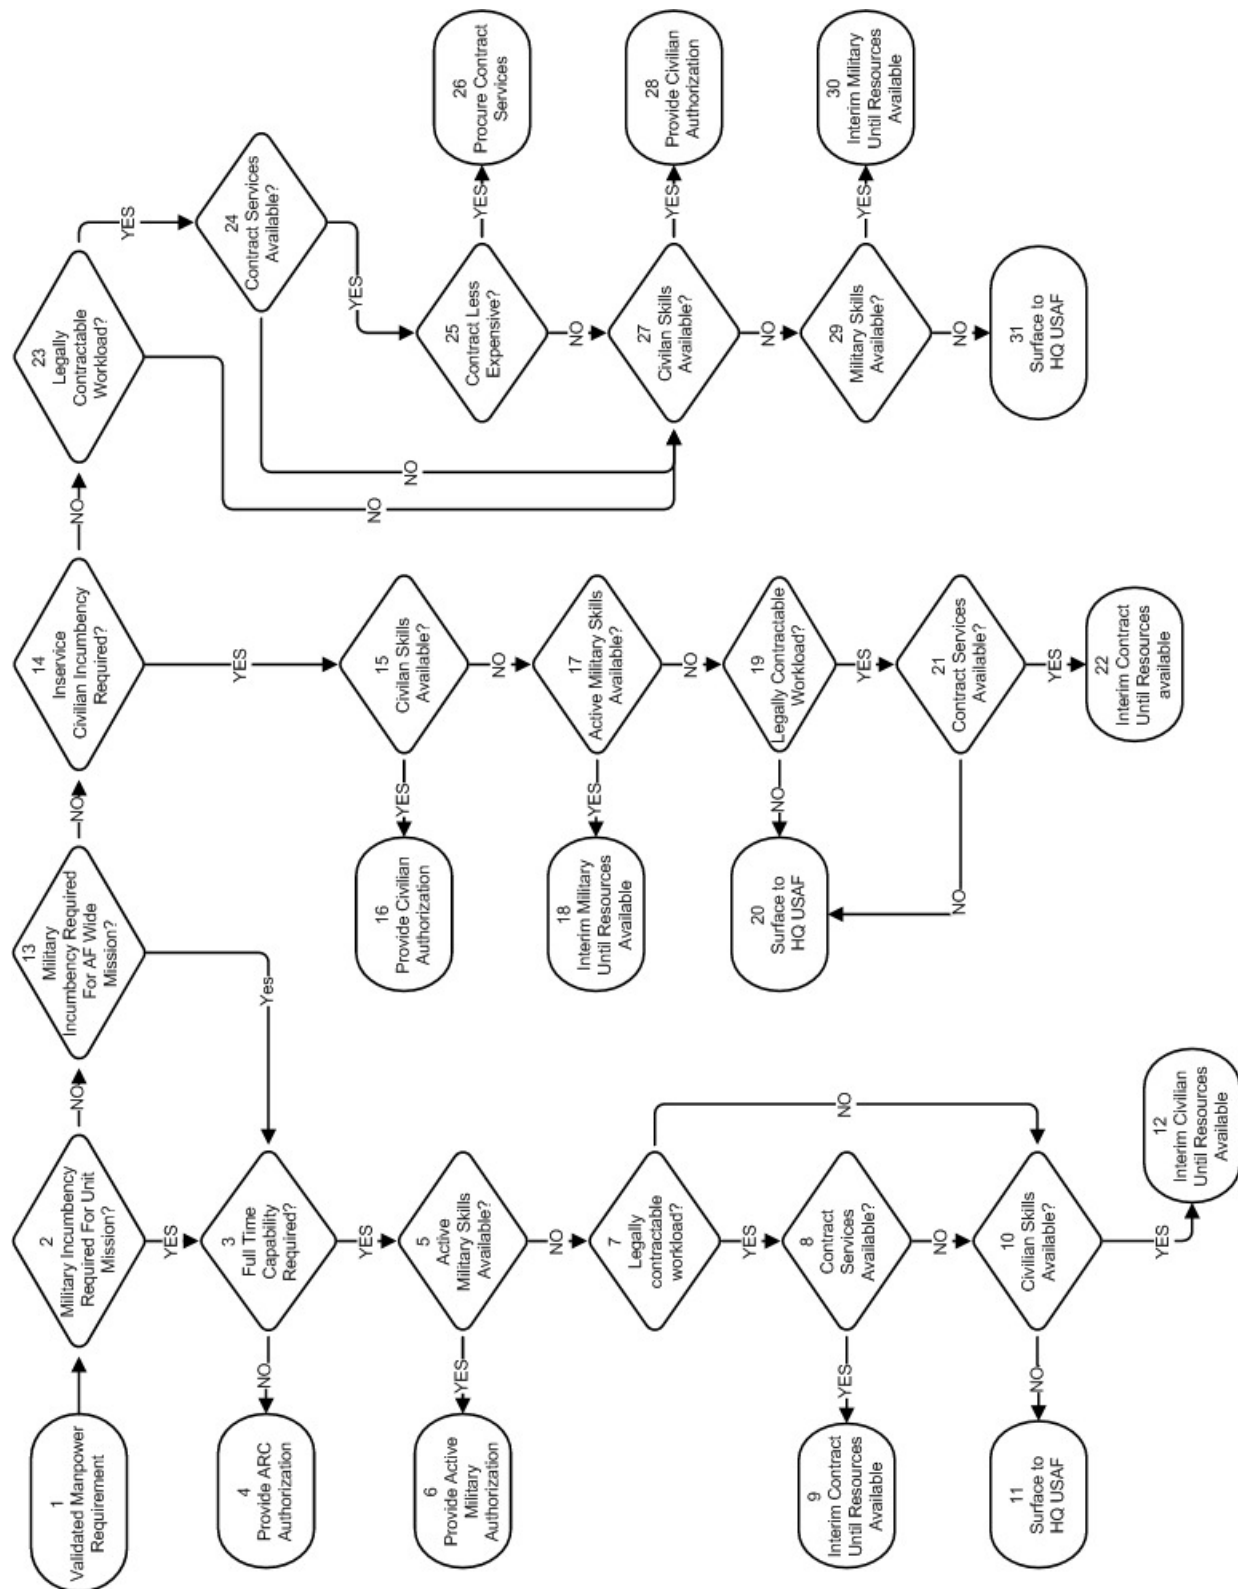 1
Validated Manpower
Requirement
2
Military Incumbency
Required For Unit
Mission?
NO
YES
3
Full Time
Capability
Required?
NO
4
Provide ARC
Authorization
YES
5
Active
Military Skills
Available?
YES
6
Provide Active
Military
Authorization
NO
7
Legally
contractable
workload?
NO
YES
8
Contract
Services
Available?
YES
9
Interim Contract
Until Resources
Available
NO
10
Civilian Skills
Available?
NO
11
Surface to
HQ USAF
YES
12
Interim Civilian
Until Resources
Available
13
Military
Incumbency Required
For AF Wide
Mission?
Yes
NO
14
Inservice
Civilian Incumbency
Required?
NO
YES
15
Civilan Skills
Available?
YES
16
Provide Civilian
Authorization
NO
17
Active Military Skills
Available?
YES
18
Interim Military
Until Resources
Available
NO
19
Legally Contractable
Workload?
NO
20
Surface to
HQ USAF
YES
21
Contract Services
Available?
NO
YES
22
Interim Contract
Until Resources
available
23
Legally
Contractable
Workload?
NO
YES
24
Contract Services
Available?
NO
YES
25
Contract Less
Expensive?
YES
26
Procure Contract
Services
NO
27
Civilan Skills
Available?
YES
28
Provide Civilian
Authorization
NO
29
Military Skills
Available?
YES
30
Interim Military
Until Resources
Available
NO
31
Surface to
HQ USAF